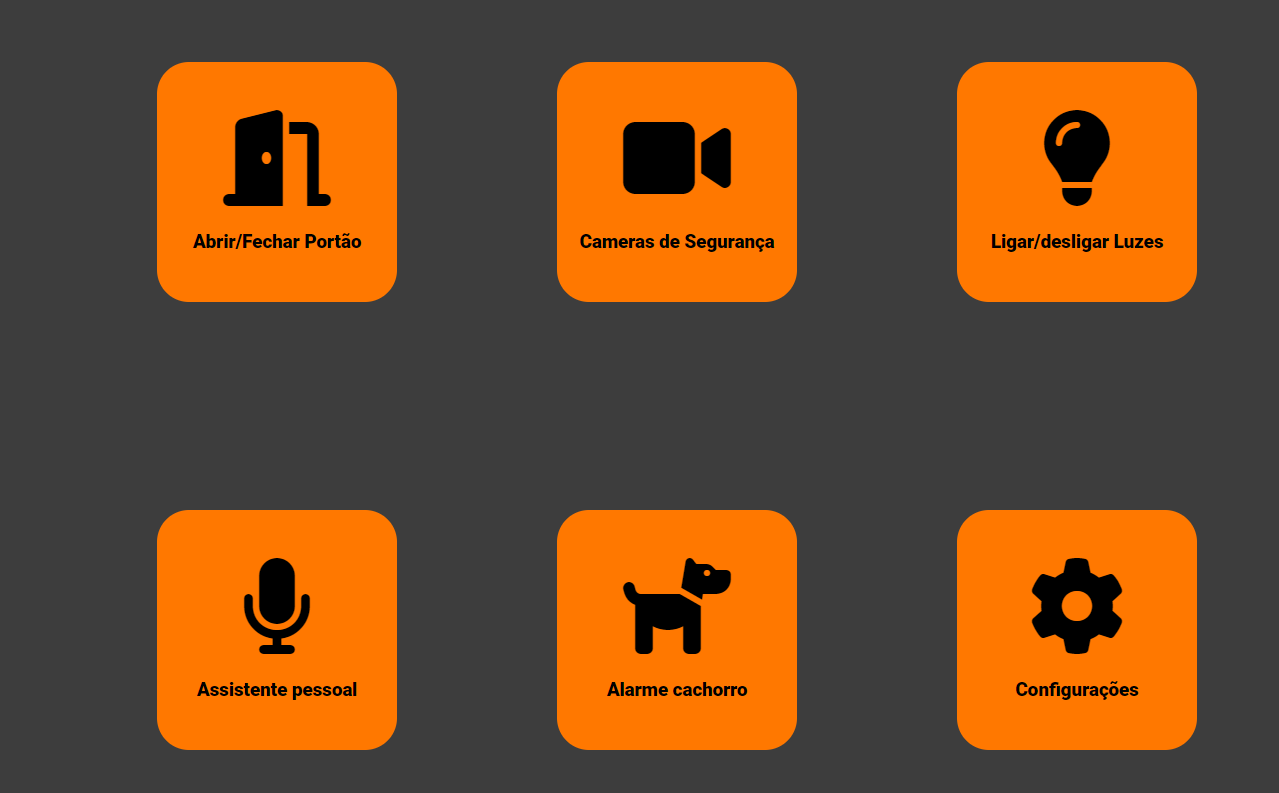 Abrir/Fechar Portão
Cameras de Segurança
Ligar/desligar Luzes
Assistente pessoal
Alarme cachorro
Configurações